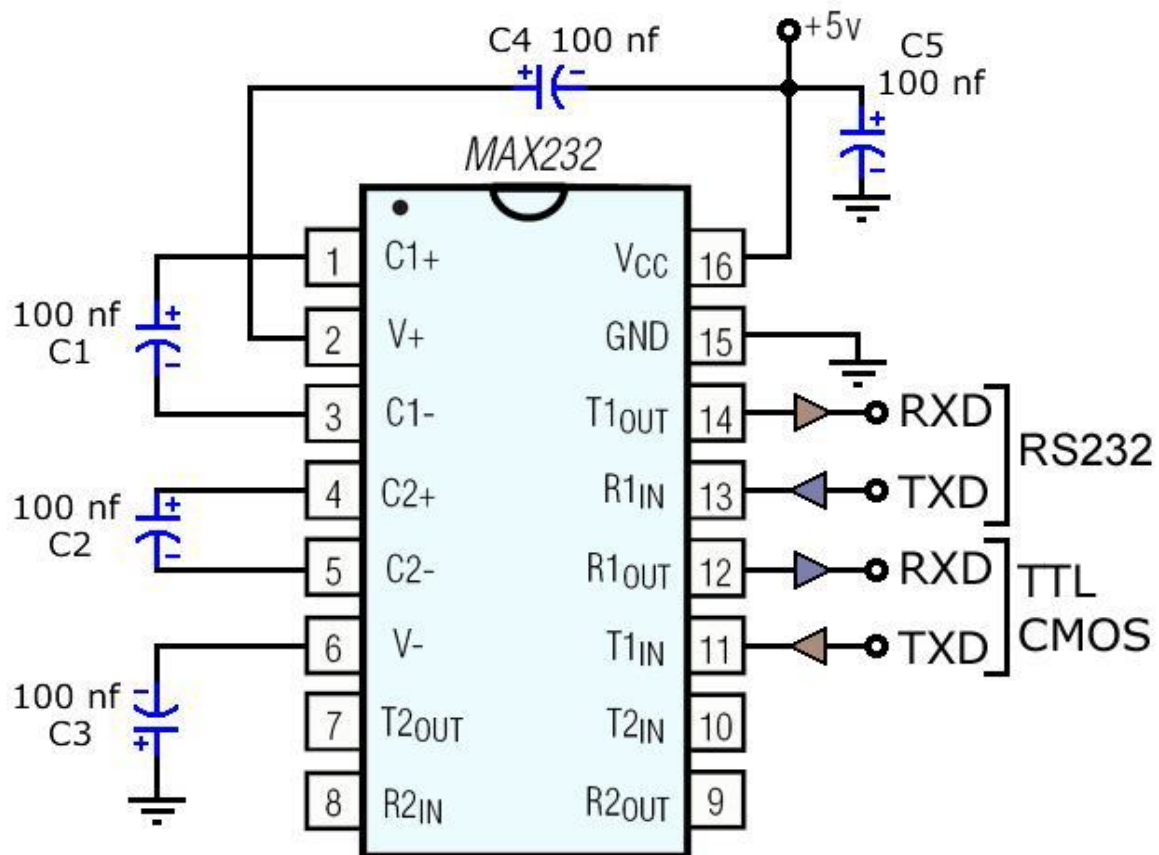 C4 100 nf
+5v
C5
100 nf
+ -
+
-
MAX232
1 C1+
VCC 16
100 nf
C1
+
-
2 V+
GND 15
3 C1-
T1OUT 14
RXD
RS232
4 C2+
R1IN 13
TXD
100 nf
C2
+
-
5 C2-
R1OUT 12
RXD
TTL
CMOS
6 V-
T1IN 11
TXD
100 nf
C3
-
+
7 T2OUT
T2IN 10
8 R2IN
R2OUT 9